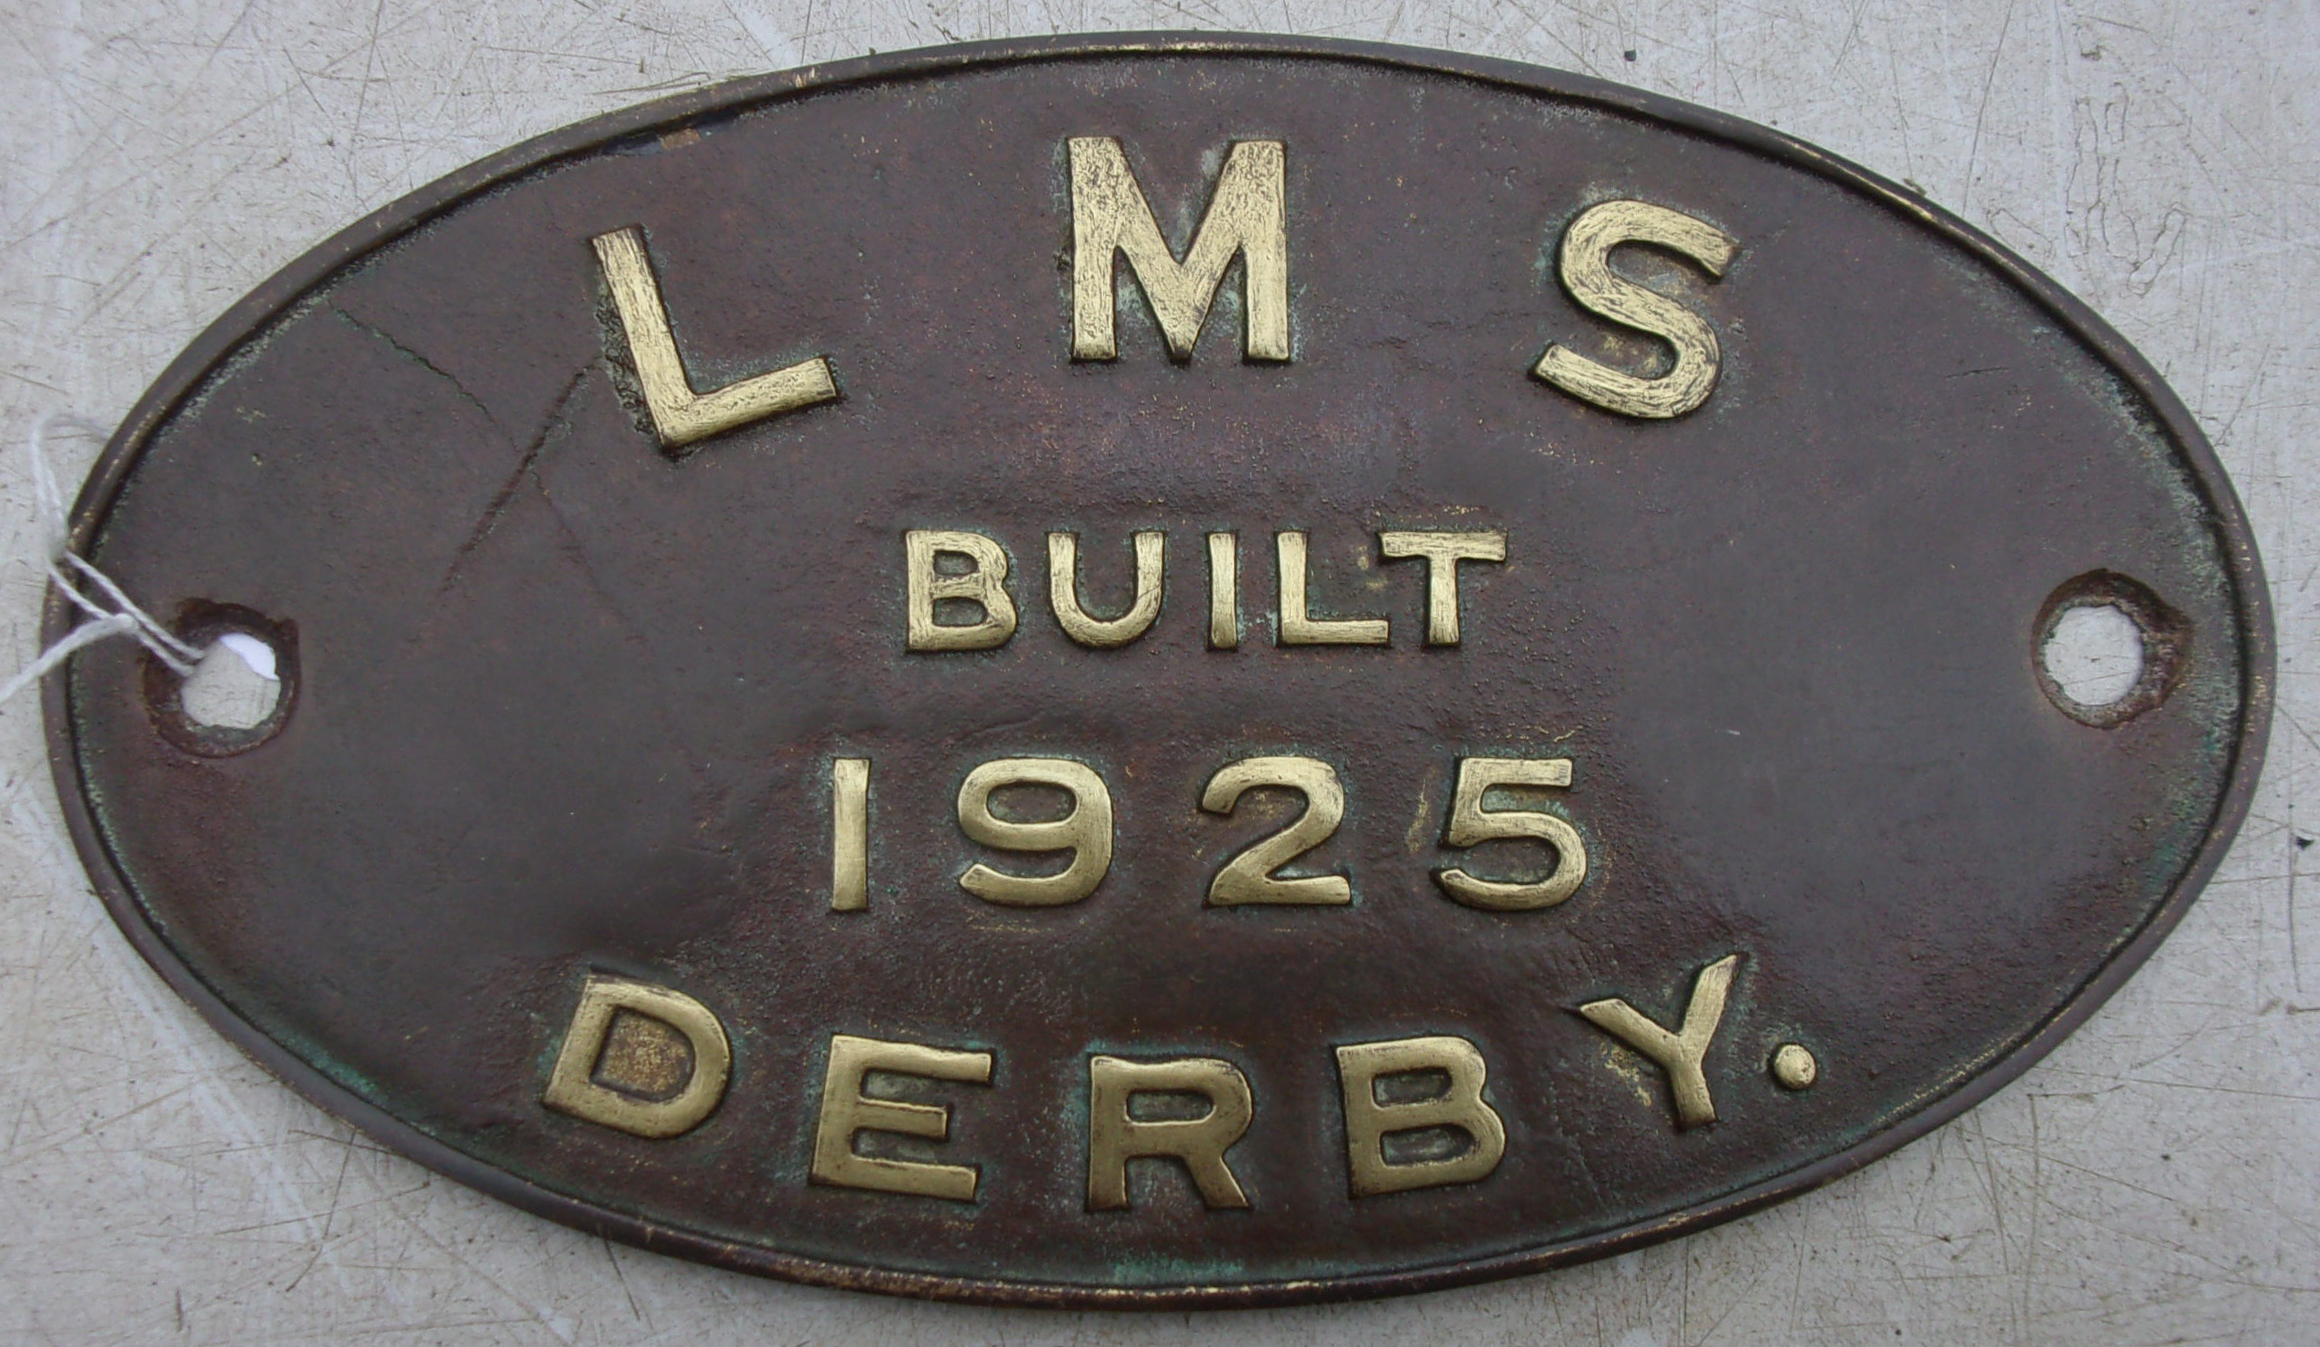 L M S
BUILT
1925
DERBY.